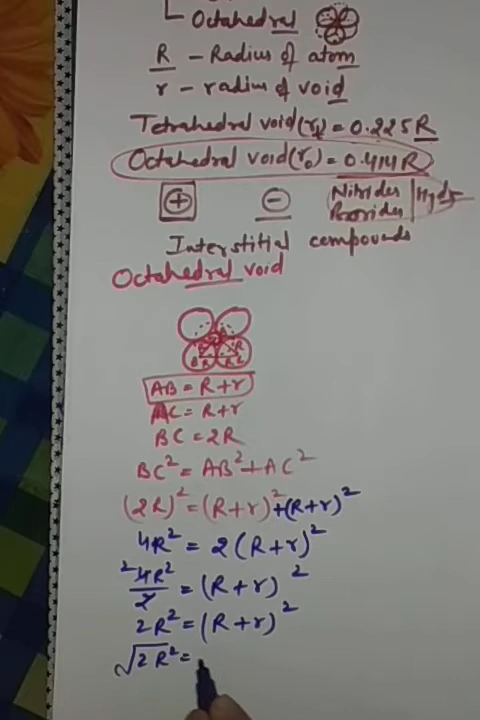 Octahedral
R - Radius of atom
r - radius of void
Tetrahedral void(rt) = 0.225R
Octahedral void(ro) = 0.414R
+ - Nitrides
Interstitial compounds
Octahedral void
AB = R+r
AC = R+r
BC = 2R
BC² = AB² + AC²
(2R)² = (R+r)² + (R+r)²
4R² = 2(R+r)²
2 4R²/2 = (R+r)²
2R² = (R+r)²
√2R² =